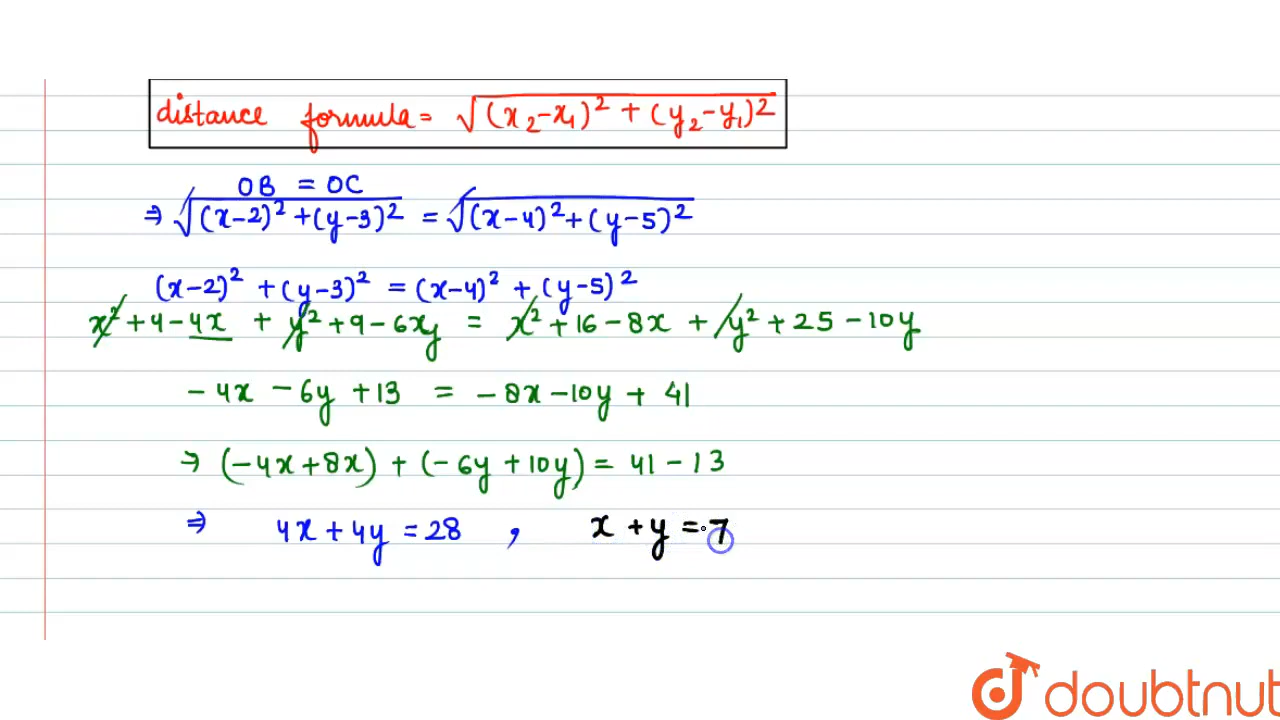 distance formula = √(x₂-x₁)² + (y₂-y₁)²
OB = OC
⇒ √(x-2)² + (y-3)² = √(x-4)² + (y-5)²
(x-2)² + (y-3)² = (x-4)² + (y-5)²
x² + 4 - 4x + y² + 9 - 6xy = x² + 16 - 8x + y² + 25 - 10y
- 4x - 6y + 13 = - 8x - 10y + 41
⇒ (-4x + 8x) + (- 6y + 10y) = 41 - 13
⇒ 4x + 4y = 28 , x + y = 7
doubtnut